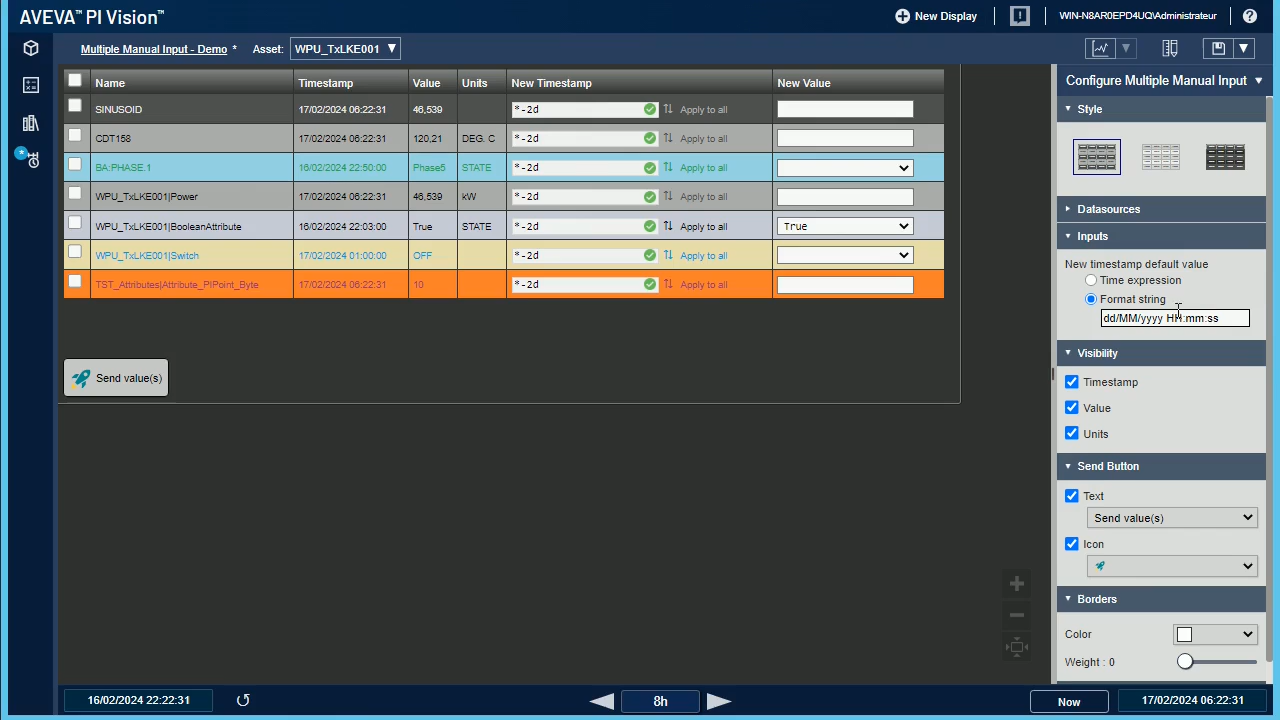 AVEVA™ PI Vision™
New Display
WIN-N8AR0EPD4UQ\Administrateur
Multiple Manual Input - Demo *
Asset: WPU_TxLKE001
Name Timestamp Value Units New Timestamp New Value
SINUSOID 17/02/2024 06:22:31 46,539 *-2d Apply to all
CDT158 17/02/2024 06:22:31 120,21 DEG. C *-2d Apply to all
BA:PHASE.1 16/02/2024 22:50:00 Phase5 STATE *-2d Apply to all
WPU_TxLKE001|Power 17/02/2024 06:22:31 46,539 kW *-2d Apply to all
WPU_TxLKE001|BooleanAttribute 16/02/2024 22:03:00 True STATE *-2d Apply to all True
WPU_TxLKE001|Switch 17/02/2024 01:00:00 OFF *-2d Apply to all
TST_Attributes|Attribute_PIPoint_Byte 17/02/2024 06:22:31 10 *-2d Apply to all
Send value(s)
Configure Multiple Manual Input
Style
Datasources
Inputs
New timestamp default value
Time expression
Format string
dd/MM/yyyy HH:mm:ss
Visibility
Timestamp
Value
Units
Send Button
Text
Send value(s)
Icon
Borders
Color
Weight : 0
16/02/2024 22:22:31
8h
Now
17/02/2024 06:22:31